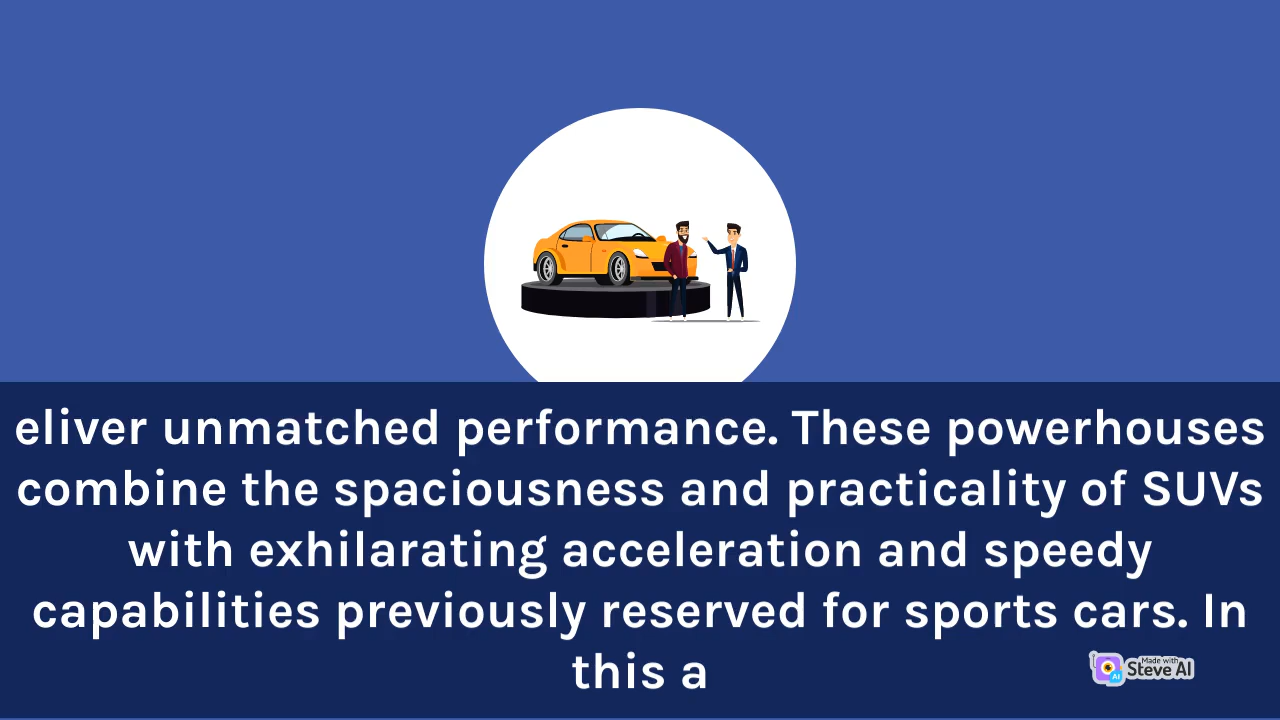 eliver unmatched performance. These powerhouses
combine the spaciousness and practicality of SUVs
with exhilarating acceleration and speedy
capabilities previously reserved for sports cars. In
this a
Made with
Steve AI
AI